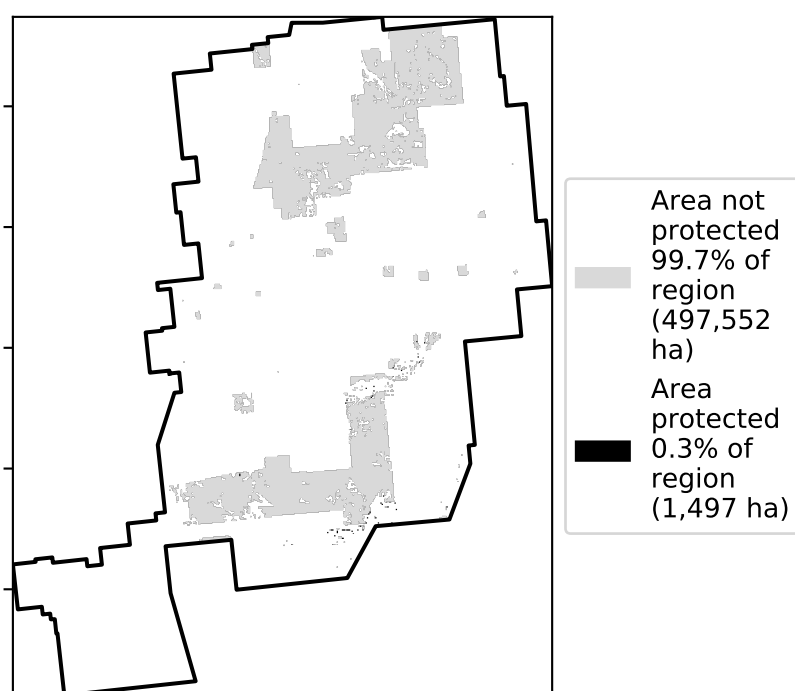 Area not
protected
99.7% of
region
(497,552
ha)
Area
protected
0.3% of
region
(1,497 ha)